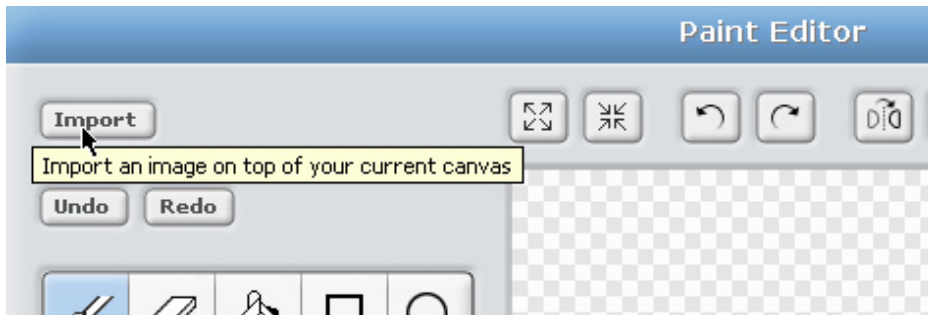 Paint Editor
Import
Import an image on top of your current canvas
Undo Redo